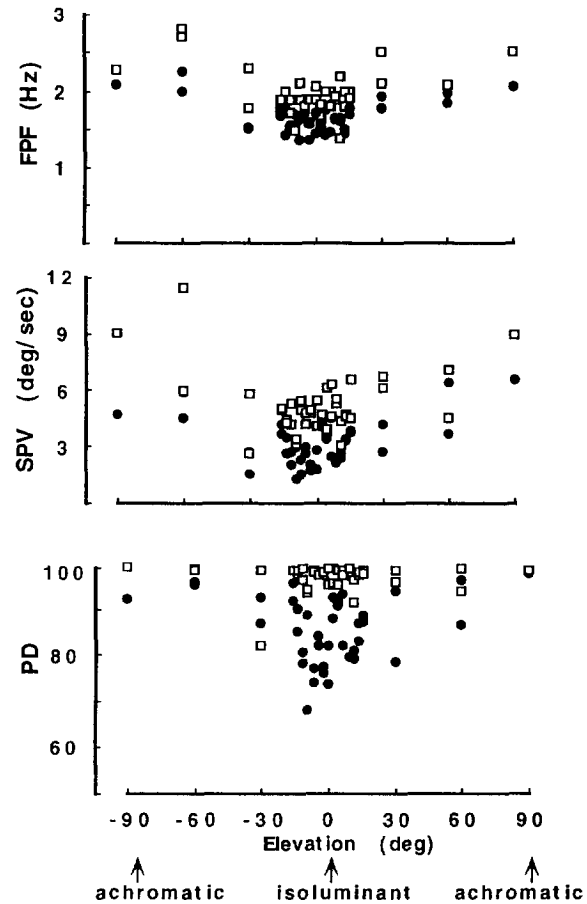 3
2
1
FPF (Hz)
12
9
6
3
SPV (deg/sec)
100
80
60
PD
-90 -60 -30 0 30 60 90
Elevation (deg)
achromatic isoluminant achromatic